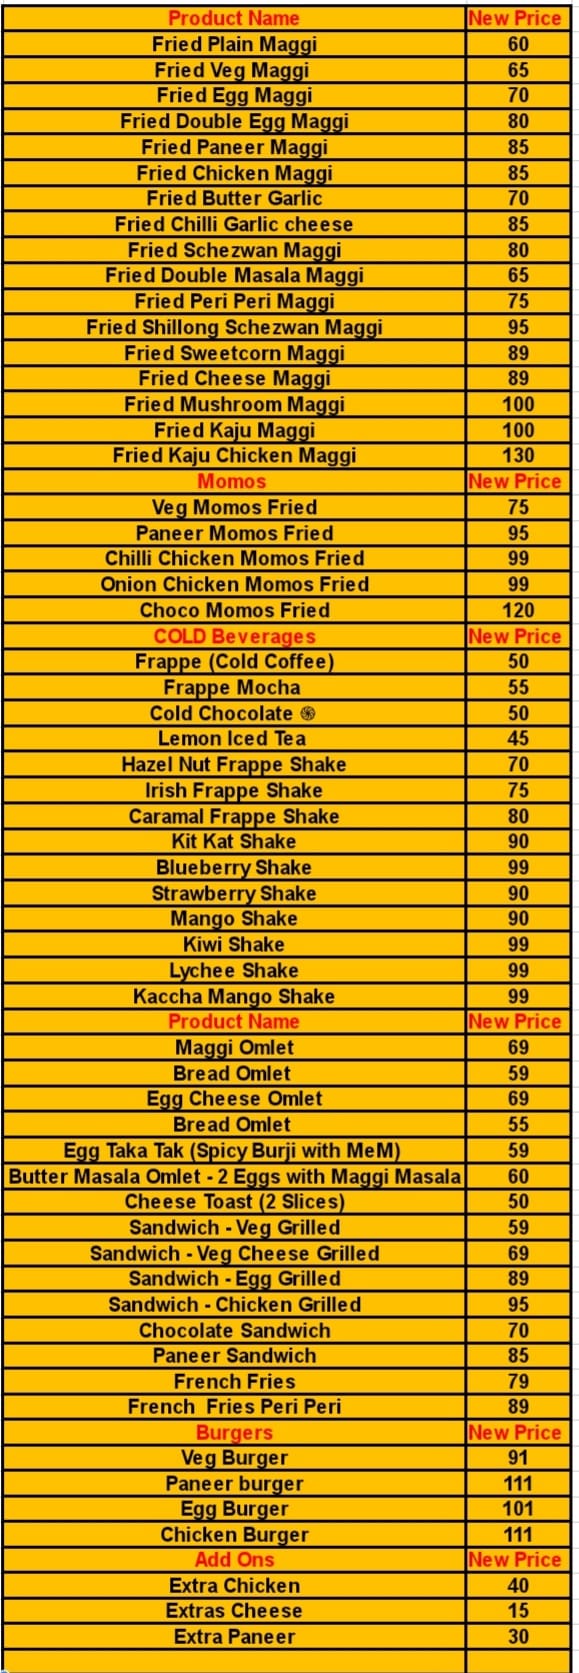 Product Name New Price
Fried Plain Maggi 60
Fried Veg Maggi 65
Fried Egg Maggi 70
Fried Double Egg Maggi 80
Fried Paneer Maggi 85
Fried Chicken Maggi 85
Fried Butter Garlic 70
Fried Chilli Garlic cheese 85
Fried Schezwan Maggi 80
Fried Double Masala Maggi 65
Fried Peri Peri Maggi 75
Fried Shillong Schezwan Maggi 95
Fried Sweetcorn Maggi 89
Fried Cheese Maggi 89
Fried Mushroom Maggi 100
Fried Kaju Maggi 100
Fried Kaju Chicken Maggi 130
Momos New Price
Veg Momos Fried 75
Paneer Momos Fried 95
Chilli Chicken Momos Fried 99
Onion Chicken Momos Fried 99
Choco Momos Fried 120
COLD Beverages New Price
Frappe (Cold Coffee) 50
Frappe Mocha 55
Cold Chocolate 50
Lemon Iced Tea 45
Hazel Nut Frappe Shake 70
Irish Frappe Shake 75
Caramal Frappe Shake 80
Kit Kat Shake 90
Blueberry Shake 99
Strawberry Shake 90
Mango Shake 90
Kiwi Shake 99
Lychee Shake 99
Kaccha Mango Shake 99
Product Name New Price
Maggi Omlet 69
Bread Omlet 59
Egg Cheese Omlet 69
Bread Omlet 55
Egg Taka Tak (Spicy Burji with MeM) 59
Butter Masala Omlet - 2 Eggs with Maggi Masala 60
Cheese Toast (2 Slices) 50
Sandwich - Veg Grilled 59
Sandwich - Veg Cheese Grilled 69
Sandwich - Egg Grilled 89
Sandwich - Chicken Grilled 95
Chocolate Sandwich 70
Paneer Sandwich 85
French Fries 79
French Fries Peri Peri 89
Burgers New Price
Veg Burger 91
Paneer burger 111
Egg Burger 101
Chicken Burger 111
Add Ons New Price
Extra Chicken 40
Extras Cheese 15
Extra Paneer 30